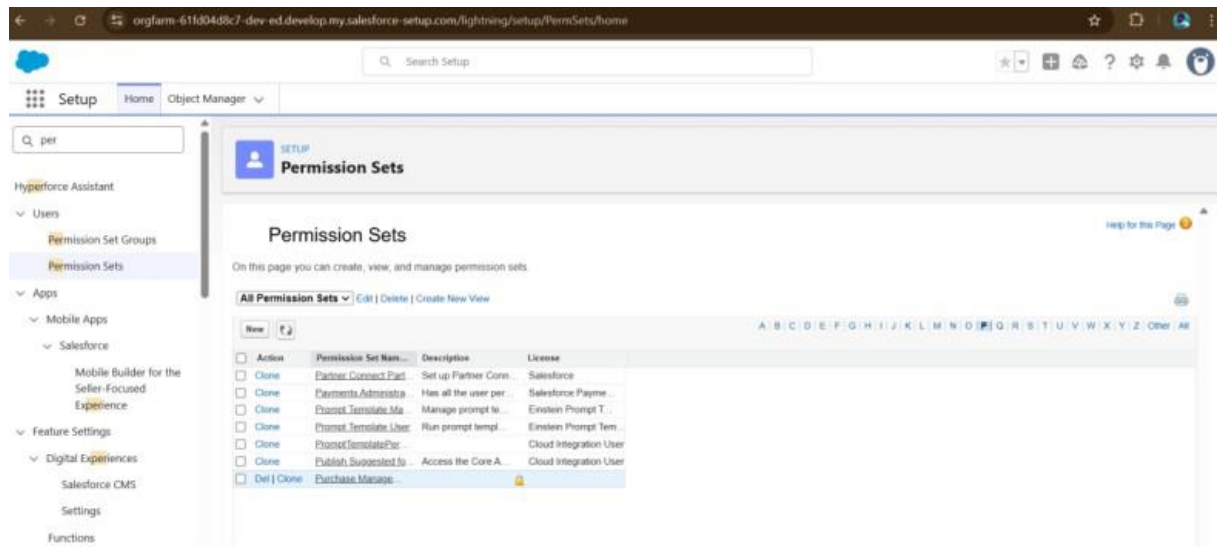 orgfarm-61fd04d8c7-dev-ed.develop.my.salesforce-setup.com/lightning/setup/PermSets/home
Search Setup
Setup Home Object Manager
per
Hyperforce Assistant
Users
Permission Set Groups
Permission Sets
Apps
Mobile Apps
Salesforce
Mobile Builder for the
Seller-Focused
Experience
Feature Settings
Digital Experiences
Salesforce CMS
Settings
Functions
SETUP
Permission Sets
Help for this Page
Permission Sets
On this page you can create, view, and manage permission sets.
All Permission Sets Edit | Delete | Create New View
New
A | B | C | D | E | F | G | H | I | J | K | L | M | N | O | P | Q | R | S | T | U | V | W | X | Y | Z | Other | All
Action Permission Set Nam... Description License
Clone Partner Connect Part... Set up Partner Conn... Salesforce
Clone Payments Administra... Has all the user per... Salesforce Payme...
Clone Prompt Template Ma... Manage prompt te... Einstein Prompt T...
Clone Prompt Template User Run prompt templ... Einstein Prompt Tem...
Clone PromptTemplatePer... Cloud Integration User
Clone Publish Suggested fo... Access the Core A... Cloud Integration User
Del | Clone Purchase Manage...